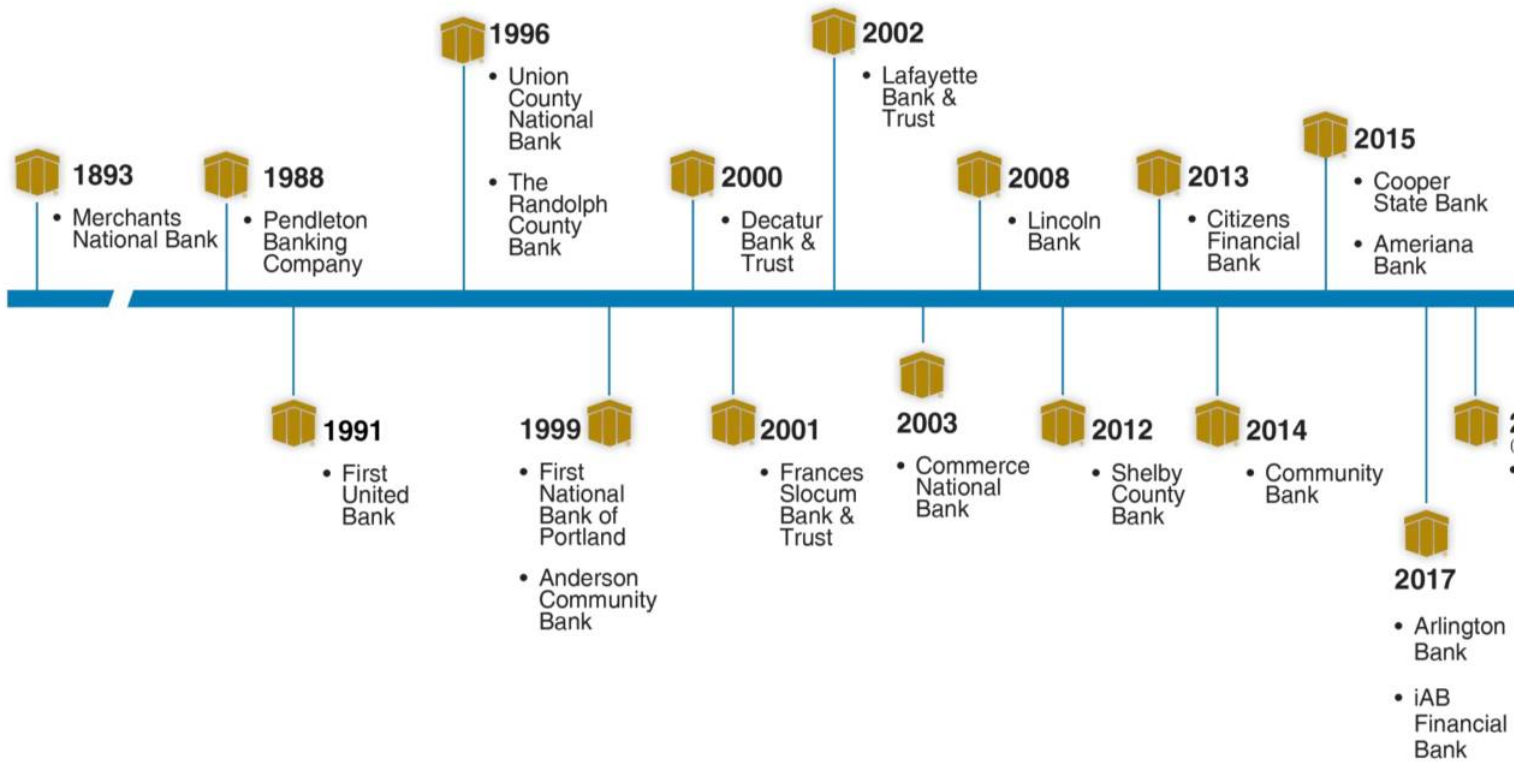 1996
• Union
County
National
Bank
• The
Randolph
County
Bank
2002
• Lafayette
Bank &
Trust
1893
• Merchants
National Bank
1988
• Pendleton
Banking
Company
2000
• Decatur
Bank &
Trust
2008
• Lincoln
Bank
2013
• Citizens
Financial
Bank
2015
• Cooper
State Bank
• Ameriana
Bank
1991
• First
United
Bank
1999
• First
National
Bank of
Portland
• Anderson
Community
Bank
2001
• Frances
Slocum
Bank &
Trust
2003
• Commerce
National
Bank
2012
• Shelby
County
Bank
2014
• Community
Bank
2017
• Arlington
Bank
• iAB
Financial
Bank